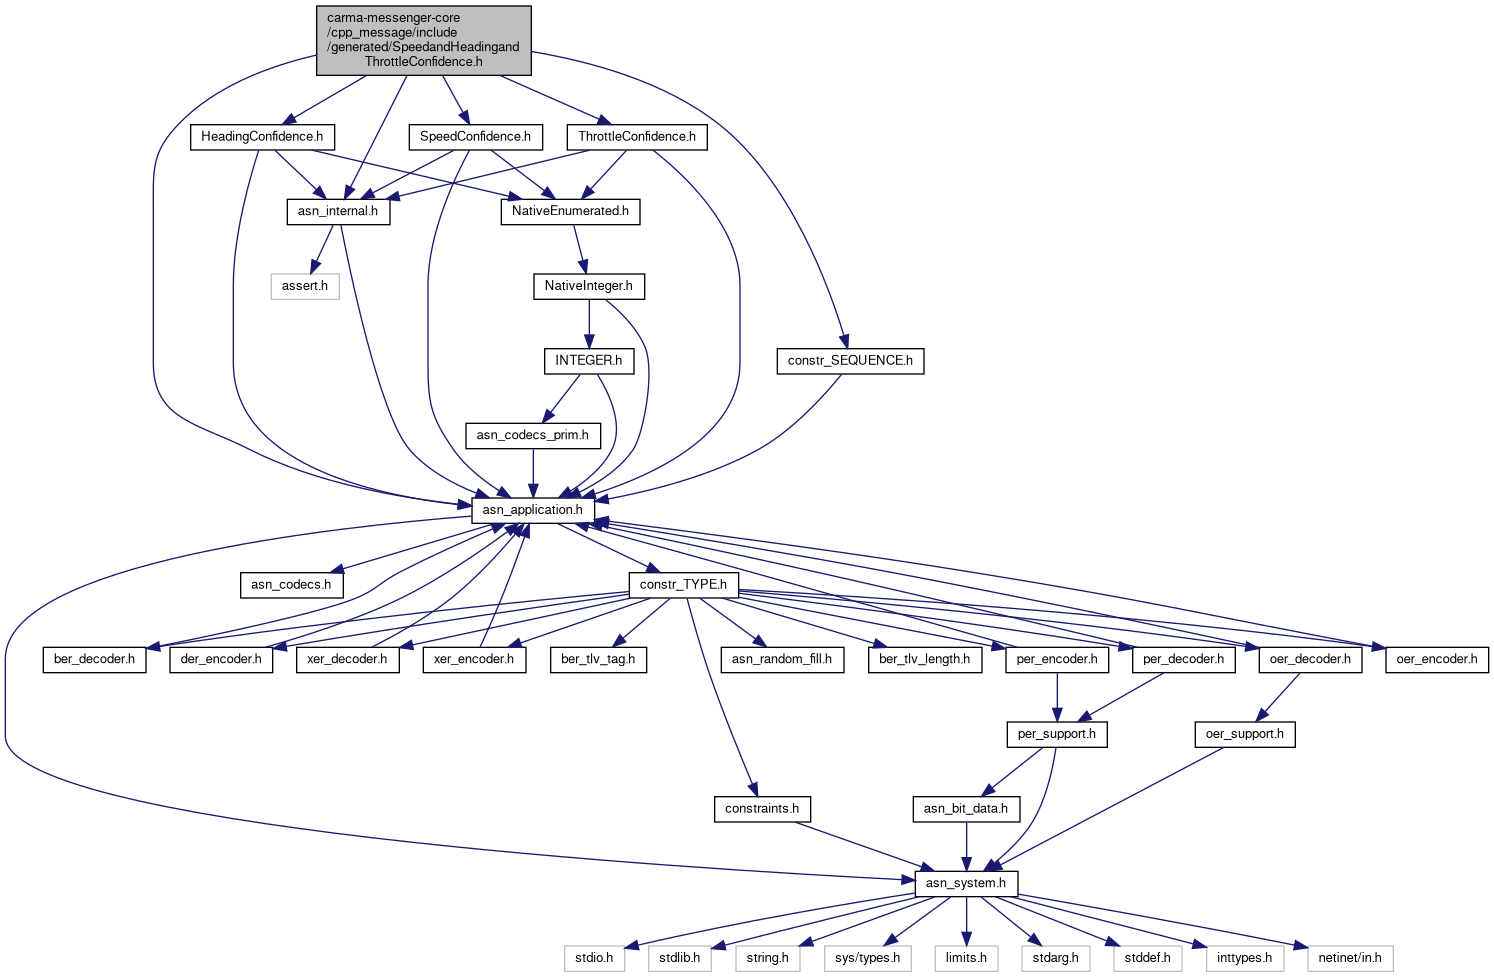 carma-messenger-core
/cpp_message/include
/generated/SpeedandHeadingand
ThrottleConfidence.h
HeadingConfidence.h
SpeedConfidence.h
ThrottleConfidence.h
asn_internal.h
NativeEnumerated.h
assert.h
NativeInteger.h
INTEGER.h
constr_SEQUENCE.h
asn_codecs_prim.h
asn_application.h
asn_codecs.h
constr_TYPE.h
ber_decoder.h
der_encoder.h
xer_decoder.h
xer_encoder.h
ber_tlv_tag.h
asn_random_fill.h
ber_tlv_length.h
per_encoder.h
per_decoder.h
oer_decoder.h
oer_encoder.h
per_support.h
oer_support.h
constraints.h
asn_bit_data.h
asn_system.h
stdio.h
stdlib.h
string.h
sys/types.h
limits.h
stdarg.h
stddef.h
inttypes.h
netinet/in.h